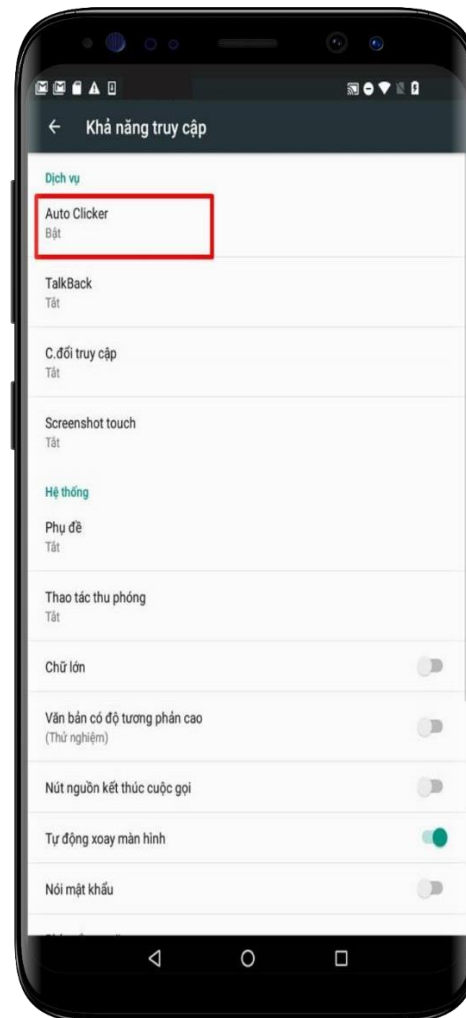 Khả năng truy cập
Dịch vụ
Auto Clicker
Bật
TalkBack
Tắt
C.đổi truy cập
Tắt
Screenshot touch
Tắt
Hệ thống
Phụ đề
Tắt
Thao tác thu phóng
Tắt
Chữ lớn
Văn bản có độ tương phản cao
(Thử nghiệm)
Nút nguồn kết thúc cuộc gọi
Tự động xoay màn hình
Nói mật khẩu